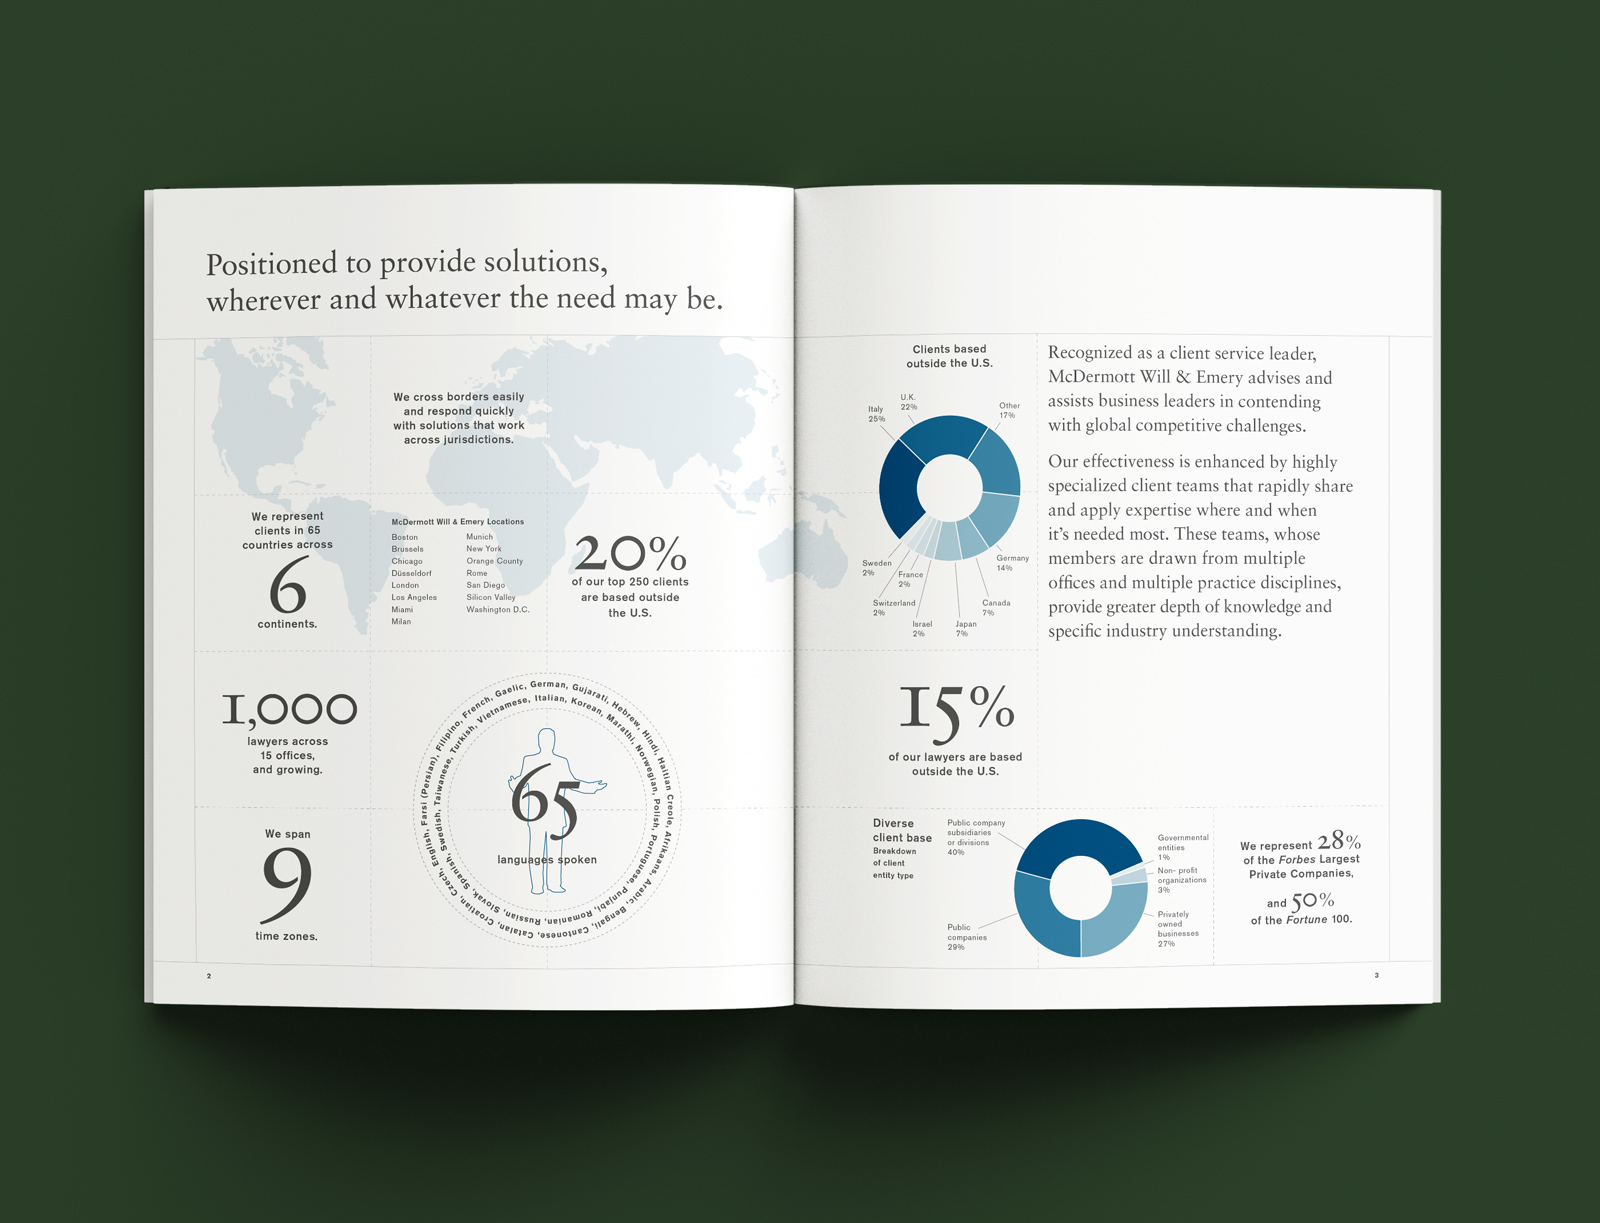 Positioned to provide solutions,
wherever and whatever the need may be.
We cross borders easily
and respond quickly
with solutions that work
across jurisdictions.
We represent
clients in 65
countries across
6
continents.
McDermott Will & Emery Locations
Boston
Brussels
Chicago
Düsseldorf
London
Los Angeles
Miami
Milan
Munich
New York
Orange County
Rome
San Diego
Silicon Valley
Washington D.C.
20%
of our top 250 clients
are based outside
the U.S.
1,000
lawyers across
15 offices,
and growing.
We span
9
time zones.
Afrikaans, Arabic, Bengali, Cantonese, Catalan, Croatian, Czech, English, Farsi (Persian), Filipino, French, Gaelic, German, Gujarati, Hebrew, Hindi, Haitian Creole,
Italian, Korean, Marathi, Norwegian, Polish, Portuguese, Punjabi, Romanian, Russian, Slovak, Spanish, Swedish, Taiwanese, Turkish, Vietnamese,
65
languages spoken
2
Clients based
outside the U.S.
Italy
25%
U.K.
22%
Other
17%
Germany
14%
Canada
7%
Japan
7%
Israel
2%
France
2%
Switzerland
2%
Sweden
2%
Recognized as a client service leader,
McDermott Will & Emery advises and
assists business leaders in contending
with global competitive challenges.
Our effectiveness is enhanced by highly
specialized client teams that rapidly share
and apply expertise where and when
it's needed most. These teams, whose
members are drawn from multiple
offices and multiple practice disciplines,
provide greater depth of knowledge and
specific industry understanding.
15%
of our lawyers are based
outside the U.S.
Diverse
client base
Breakdown
of client
entity type
Public company
subsidiaries
or divisions
40%
Governmental
entities
1%
Non- profit
organizations
3%
Privately
owned
businesses
27%
Public
companies
29%
We represent 28%
of the Forbes Largest
Private Companies,
and 50%
of the Fortune 100.
3